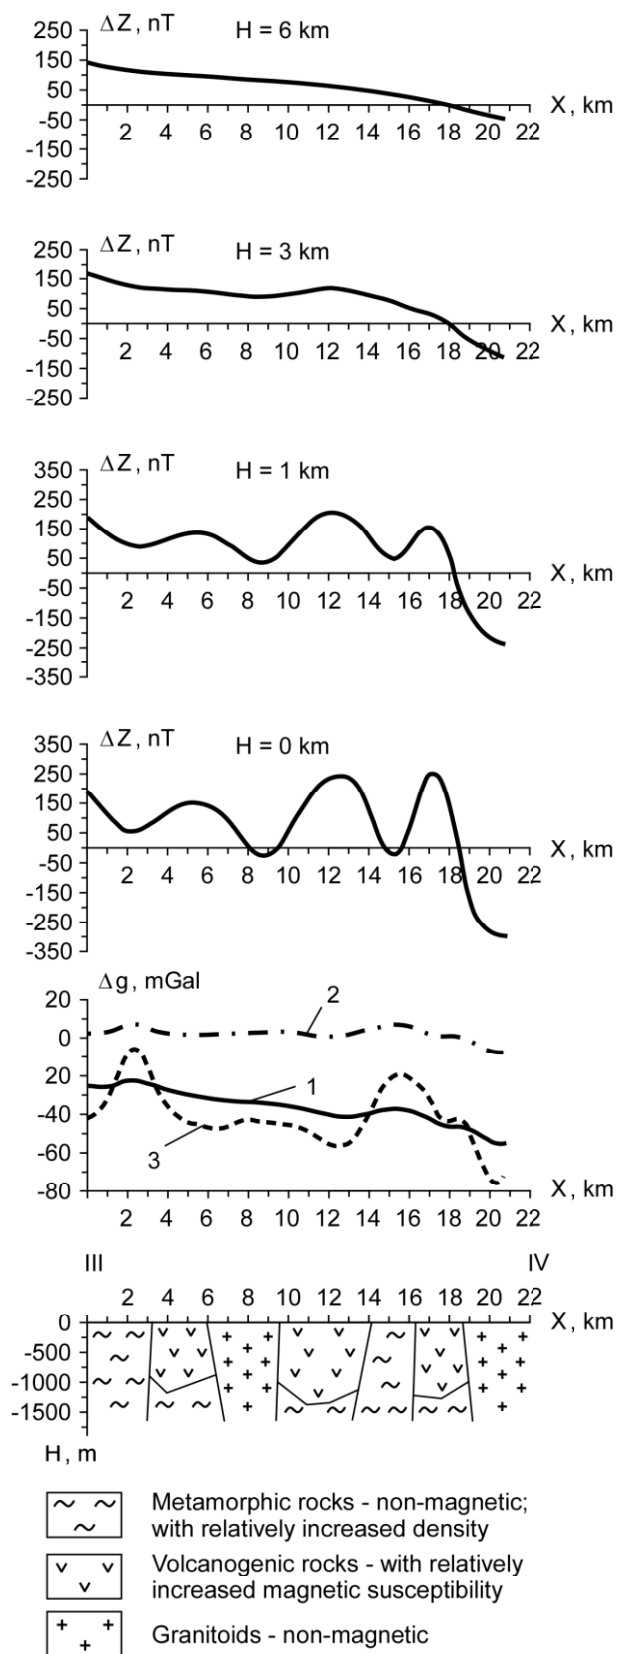 ΔZ, nT H = 6 km
250
150
50
-50
-150
-250
2 4 6 8 10 12 14 16 18 20 22
X, km
ΔZ, nT H = 3 km
250
150
50
-50
-150
-250
2 4 6 8 10 12 14 16 18 20 22
X, km
ΔZ, nT H = 1 km
350
250
150
50
-50
-150
-250
-350
2 4 6 8 10 12 14 16 18 20 22
X, km
ΔZ, nT H = 0 km
350
250
150
50
-50
-150
-250
-350
2 4 6 8 10 12 14 16 18 20 22
X, km
Δg, mGal
20
0
20
-40
-60
-80
2
1
3
2 4 6 8 10 12 14 16 18 20 22
X, km
III IV
2 4 6 8 10 12 14 16 18 20 22
X, km
0
-500
-1000
-1500
H, m
Metamorphic rocks - non-magnetic;
with relatively increased density
Volcanogenic rocks - with relatively
increased magnetic susceptibility
Granitoids - non-magnetic